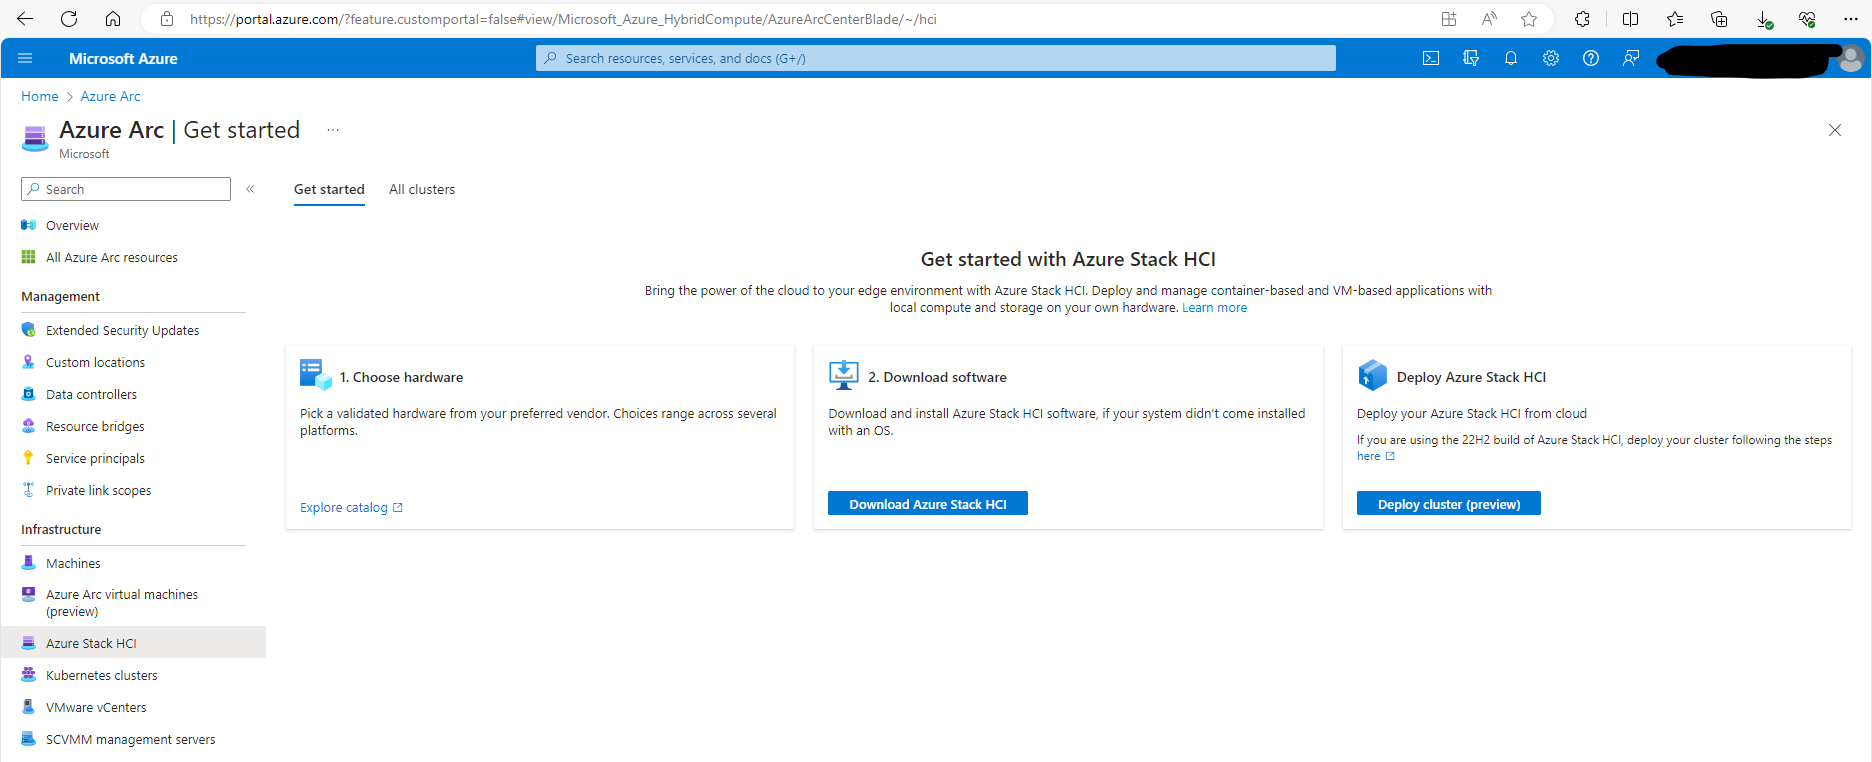 https://portal.azure.com/?feature.customportal=false#view/Microsoft_Azure_HybridCompute/AzureArcCenterBlade/~/hci
Microsoft Azure
Search resources, services, and docs (G+/)
Home > Azure Arc
Azure Arc | Get started ...
Microsoft
Search
«
Get started
All clusters
Overview
All Azure Arc resources
Management
Extended Security Updates
Custom locations
Data controllers
Resource bridges
Service principals
Private link scopes
Infrastructure
Machines
Azure Arc virtual machines
(preview)
Azure Stack HCI
Kubernetes clusters
VMware vCenters
SCVMM management servers
Get started with Azure Stack HCI
Bring the power of the cloud to your edge environment with Azure Stack HCI. Deploy and manage container-based and VM-based applications with
local compute and storage on your own hardware. Learn more
1. Choose hardware
Pick a validated hardware from your preferred vendor. Choices range across several
platforms.
Explore catalog
2. Download software
Download and install Azure Stack HCI software, if your system didn't come installed
with an OS.
Download Azure Stack HCI
Deploy Azure Stack HCI
Deploy your Azure Stack HCI from cloud
If you are using the 22H2 build of Azure Stack HCI, deploy your cluster following the steps
here
Deploy cluster (preview)